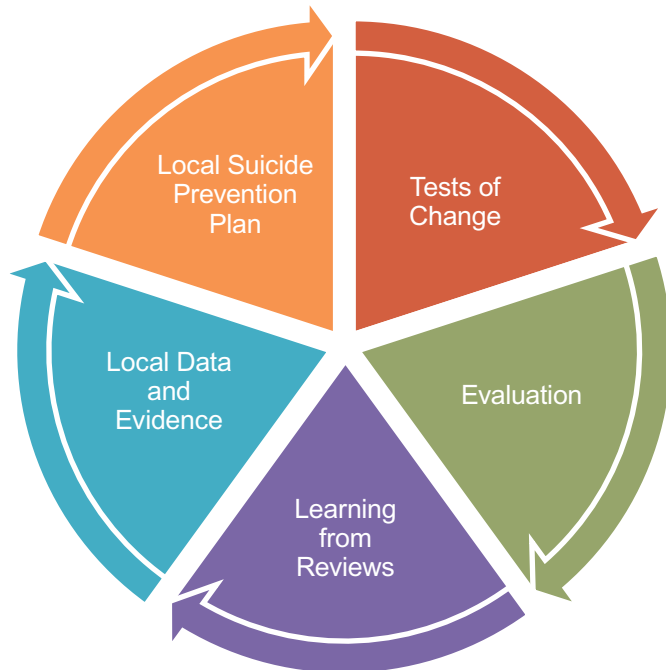 Local Suicide
Prevention
Plan
Tests of
Change
Local Data
and
Evidence
Evaluation
Learning
from
Reviews